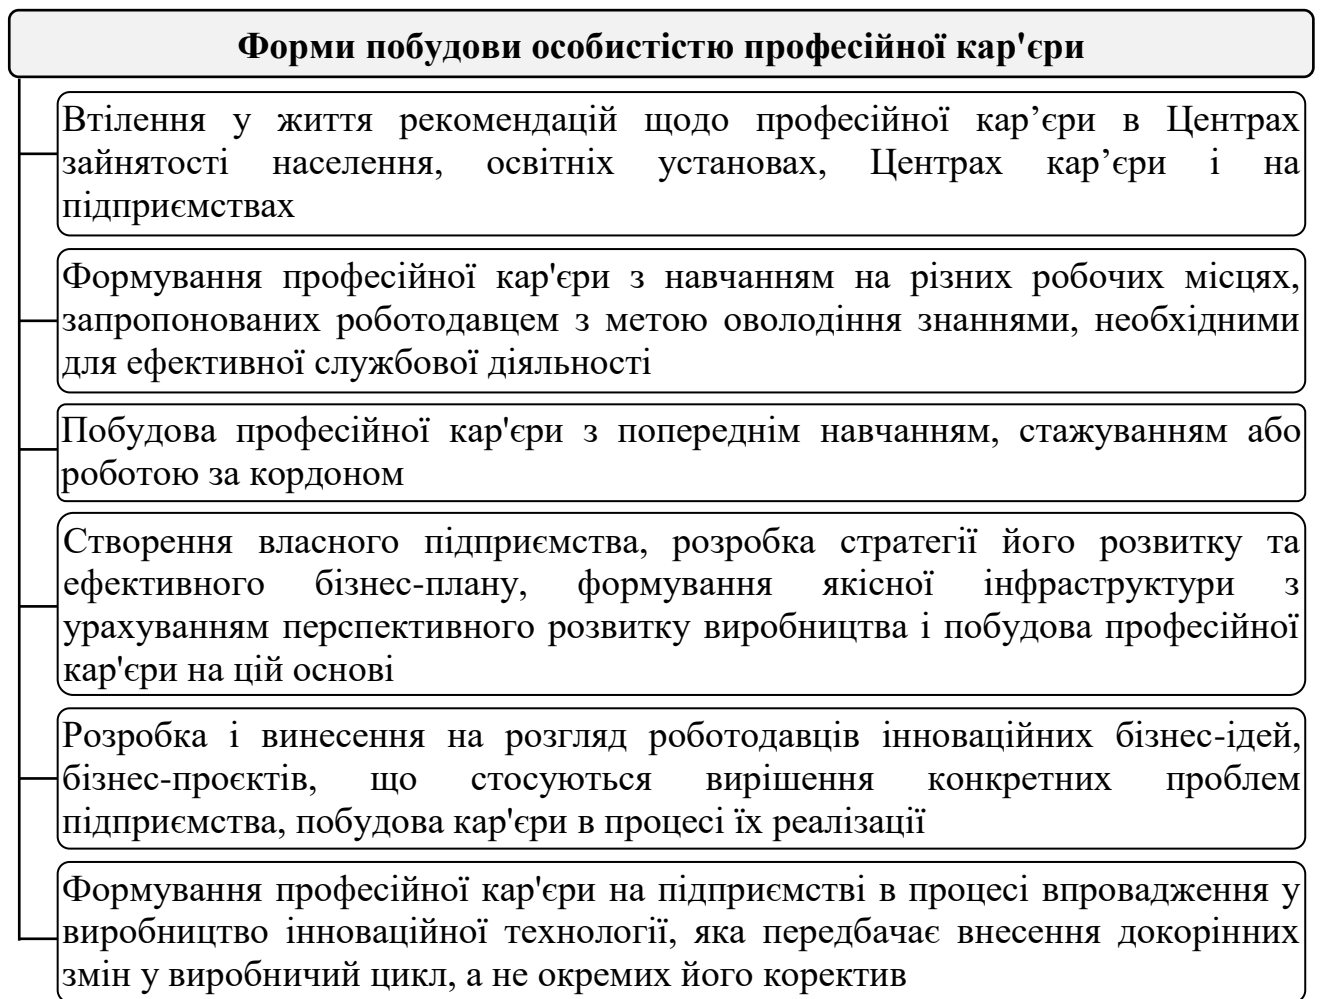 Форми побудови особистістю професійної кар'єри
Втілення у життя рекомендацій щодо професійної кар’єри в Центрах
зайнятості населення, освітніх установах, Центрах кар’єри і на
підприємствах
Формування професійної кар'єри з навчанням на різних робочих місцях,
запропонованих роботодавцем з метою оволодіння знаннями, необхідними
для ефективної службової діяльності
Побудова професійної кар'єри з попереднім навчанням, стажуванням або
роботою за кордоном
Створення власного підприємства, розробка стратегії його розвитку та
ефективного бізнес-плану, формування якісної інфраструктури з
урахуванням перспективного розвитку виробництва і побудова професійної
кар'єри на цій основі
Розробка і винесення на розгляд роботодавців інноваційних бізнес-ідей,
бізнес-проєктів, що стосуються вирішення конкретних проблем
підприємства, побудова кар'єри в процесі їх реалізації
Формування професійної кар'єри на підприємстві в процесі впровадження у
виробництво інноваційної технології, яка передбачає внесення докорінних
змін у виробничий цикл, а не окремих його коректив